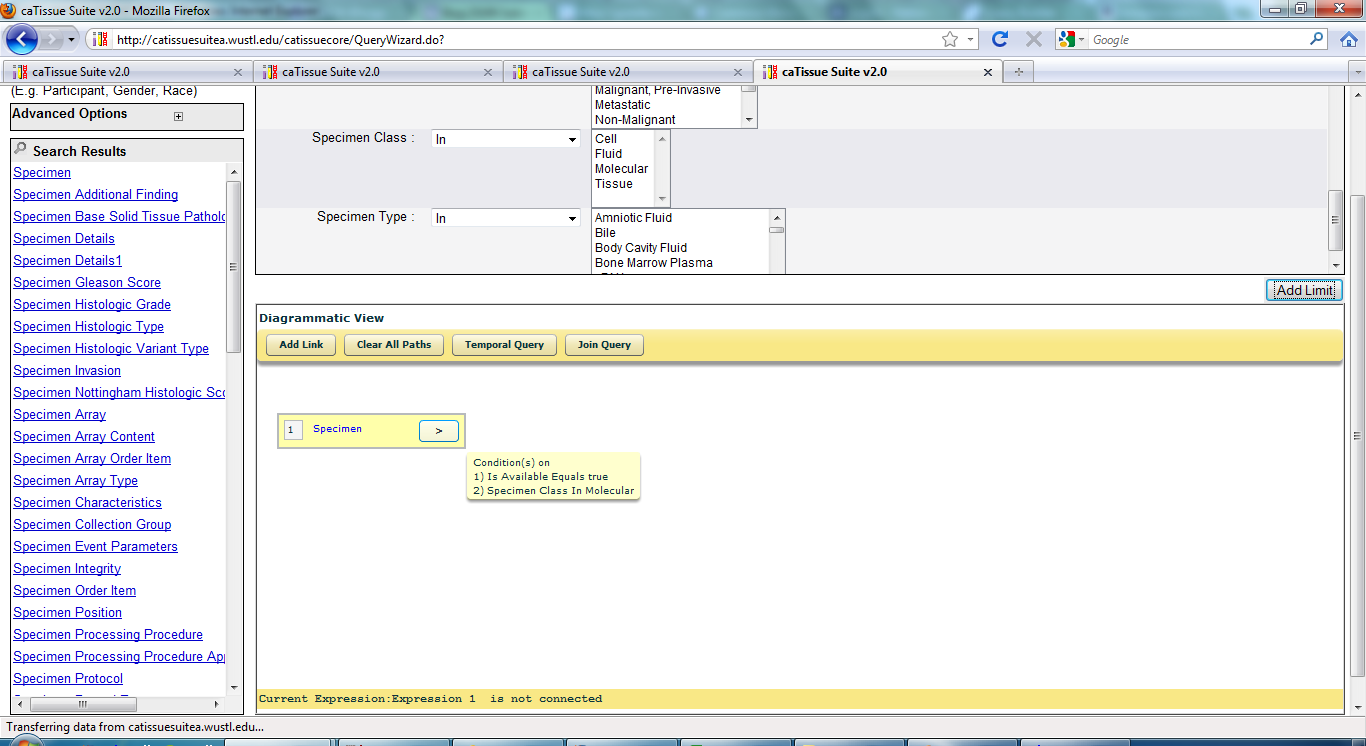 caTissue Suite v2.0 - Mozilla Firefox
http://catissuesuitea.wustl.edu/catissuecore/QueryWizard.do?
Google
caTissue Suite v2.0
caTissue Suite v2.0
caTissue Suite v2.0
caTissue Suite v2.0
(E.g. Participant, Gender, Race)
Advanced Options
Search Results
Specimen
Specimen Additional Finding
Specimen Base Solid Tissue Patholo
Specimen Details
Specimen Details1
Specimen Gleason Score
Specimen Histologic Grade
Specimen Histologic Type
Specimen Histologic Variant Type
Specimen Invasion
Specimen Nottingham Histologic Sco
Specimen Array
Specimen Array Content
Specimen Array Order Item
Specimen Array Type
Specimen Characteristics
Specimen Collection Group
Specimen Event Parameters
Specimen Integrity
Specimen Order Item
Specimen Position
Specimen Processing Procedure
Specimen Processing Procedure App
Specimen Protocol
Malignant, Pre-Invasive
Metastatic
Non-Malignant
Specimen Class : In
Cell
Fluid
Molecular
Tissue
Specimen Type : In
Amniotic Fluid
Bile
Body Cavity Fluid
Bone Marrow Plasma
Add Limit
Diagrammatic View
Add Link Clear All Paths Temporal Query Join Query
1 Specimen >
Condition(s) on
1) Is Available Equals true
2) Specimen Class In Molecular
Current Expression:Expression 1 is not connected
Transferring data from catissuesuitea.wustl.edu...